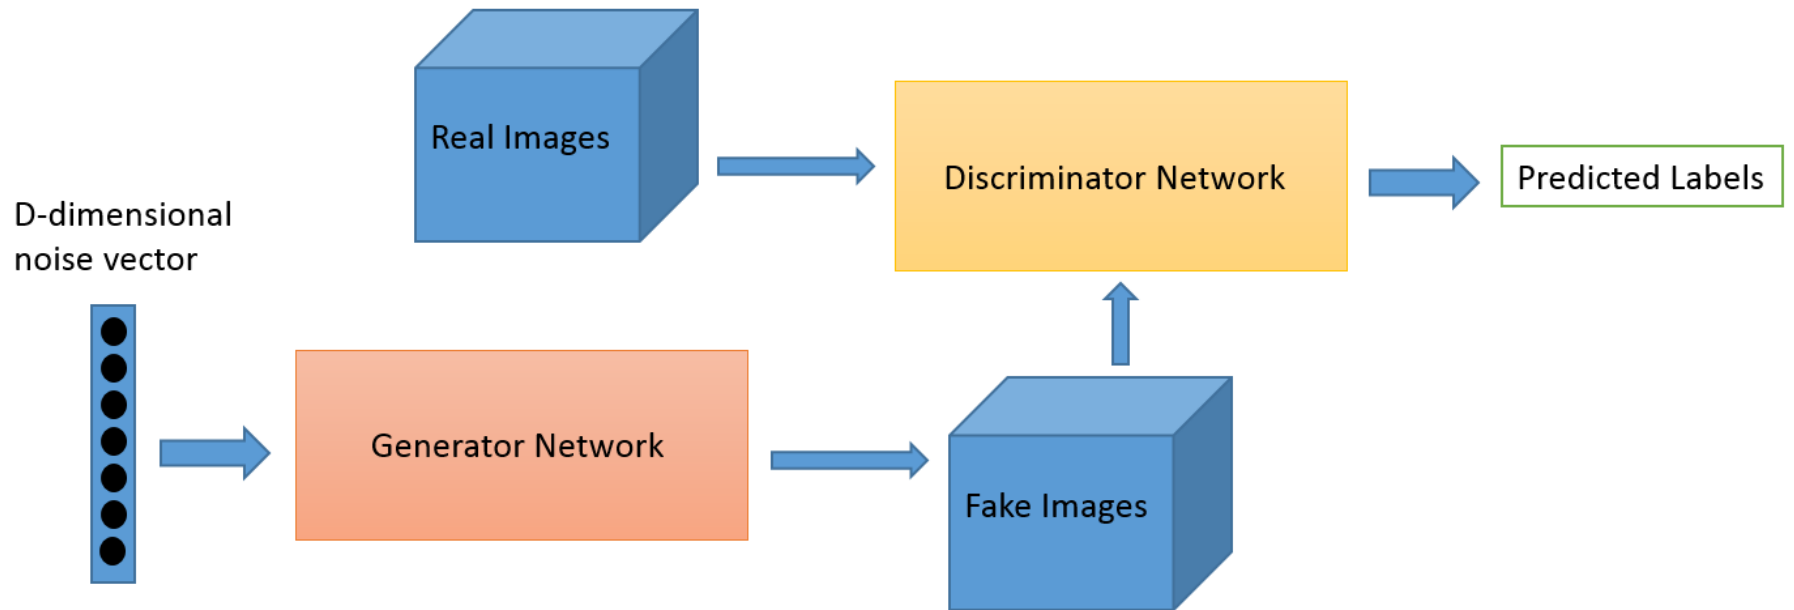 Real Images
Discriminator Network
Predicted Labels
D-dimensional
noise vector
Generator Network
Fake Images